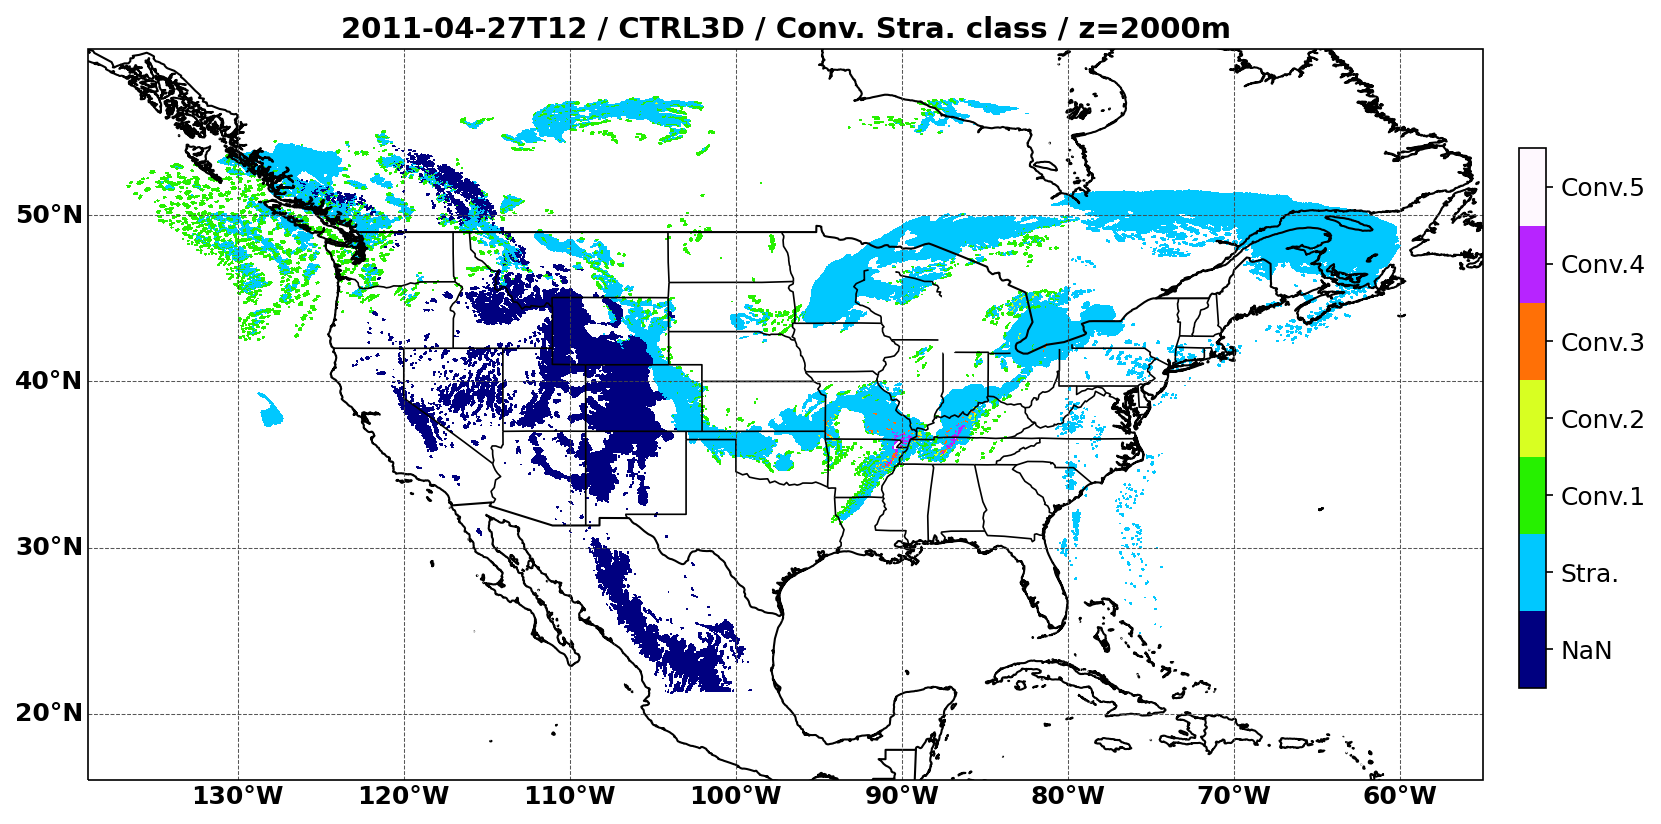 2011-04-27T12 / CTRL3D / Conv. Stra. class / z=2000m
50°N
40°N
30°N
20°N
130°W 120°W 110°W 100°W 90°W 80°W 70°W 60°W
Conv.5
Conv.4
Conv.3
Conv.2
Conv.1
Stra.
NaN